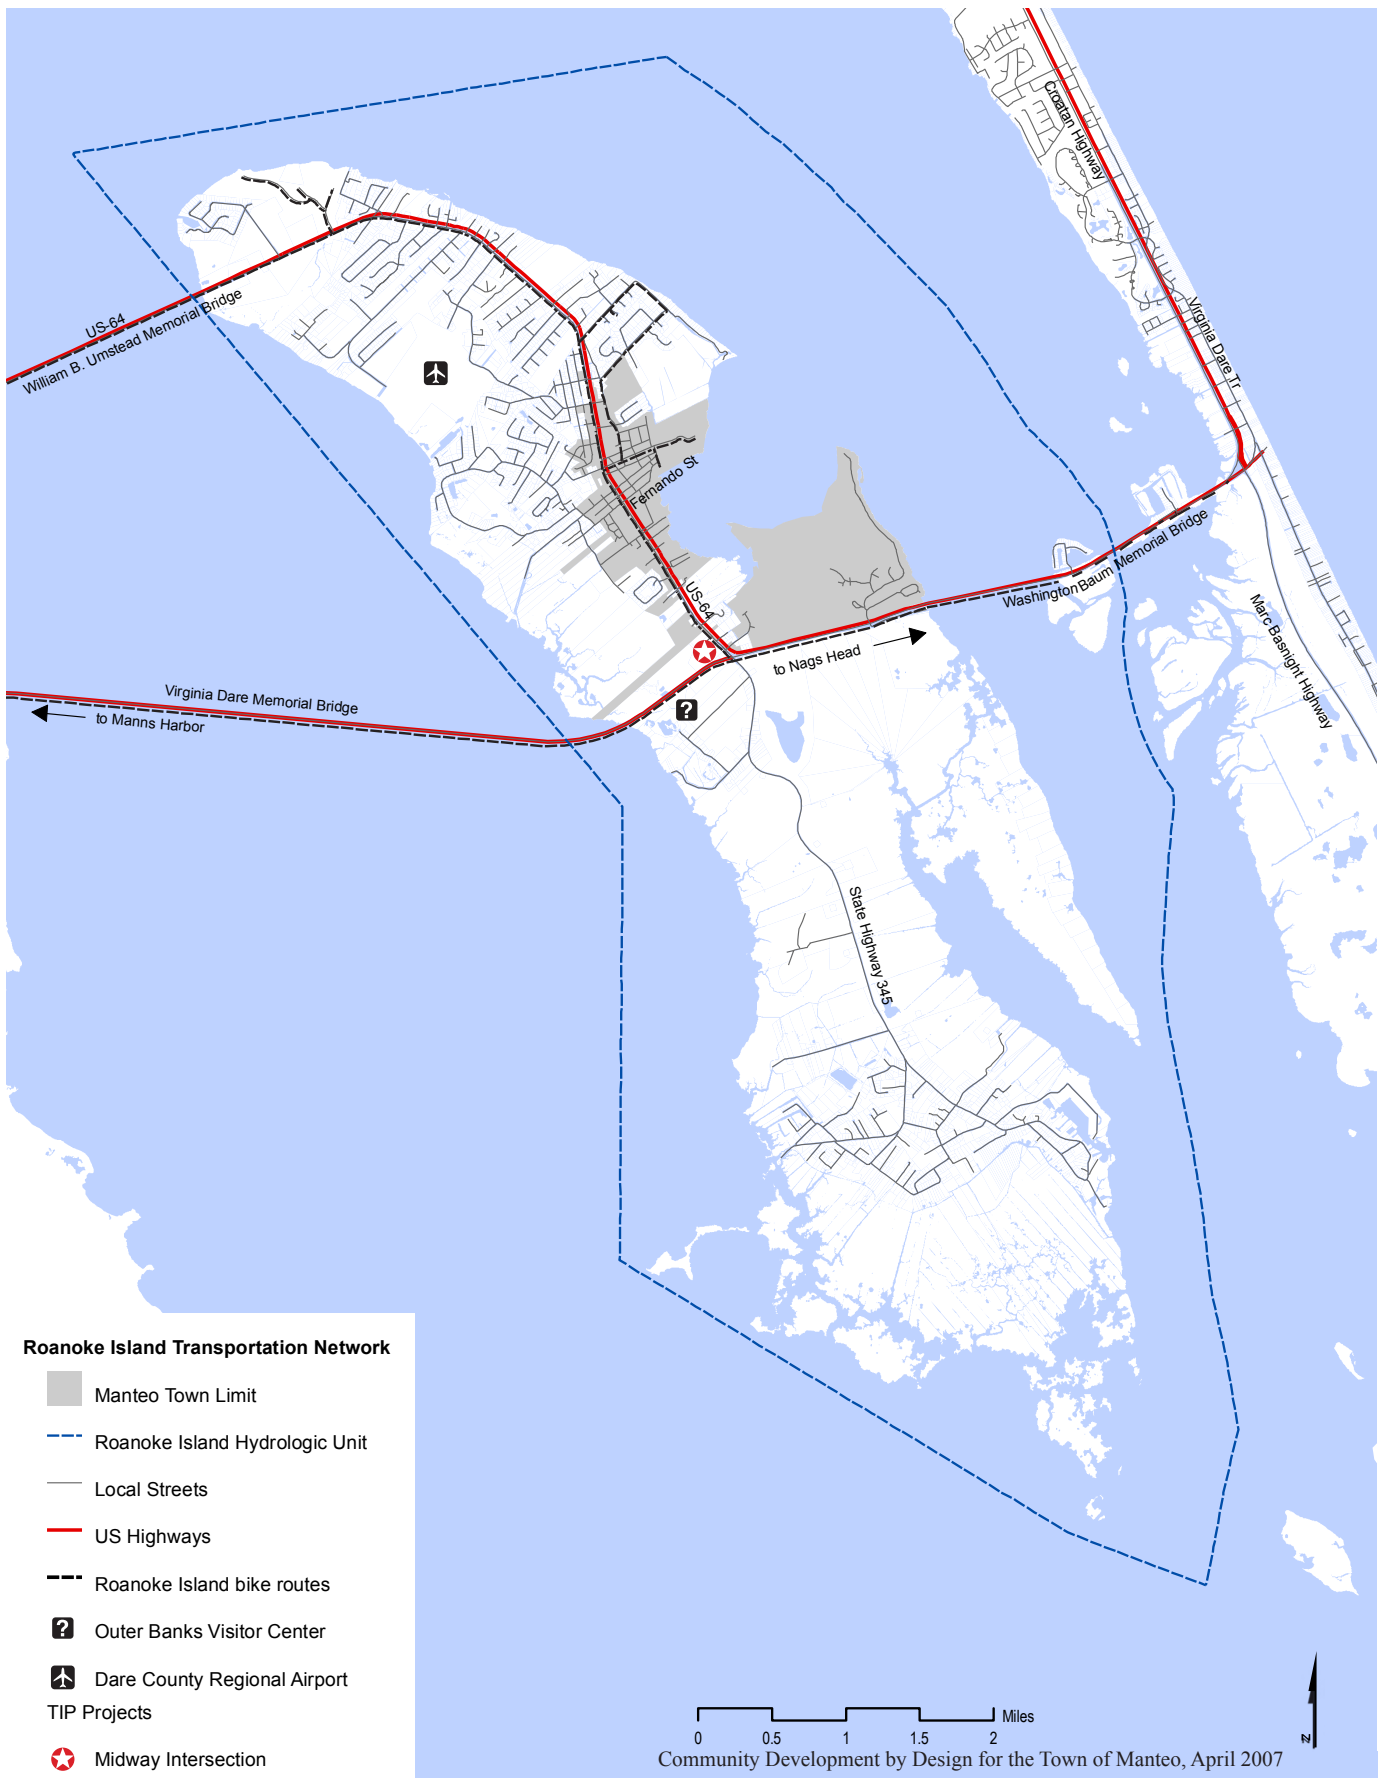 Croatan Highway
Virginia Dare Tr
US-64
William B. Umstead Memorial Bridge
Fernando St
Washington Baum Memorial Bridge
US-64
Marc Basnight Highway
to Nags Head
Virginia Dare Memorial Bridge
to Manns Harbor
State Highway 345
Roanoke Island Transportation Network
Manteo Town Limit
Roanoke Island Hydrologic Unit
Local Streets
US Highways
Roanoke Island bike routes
? Outer Banks Visitor Center
Dare County Regional Airport
TIP Projects
Midway Intersection
Miles
0 0.5 1 1.5 2
N
Community Development by Design for the Town of Manteo, April 2007